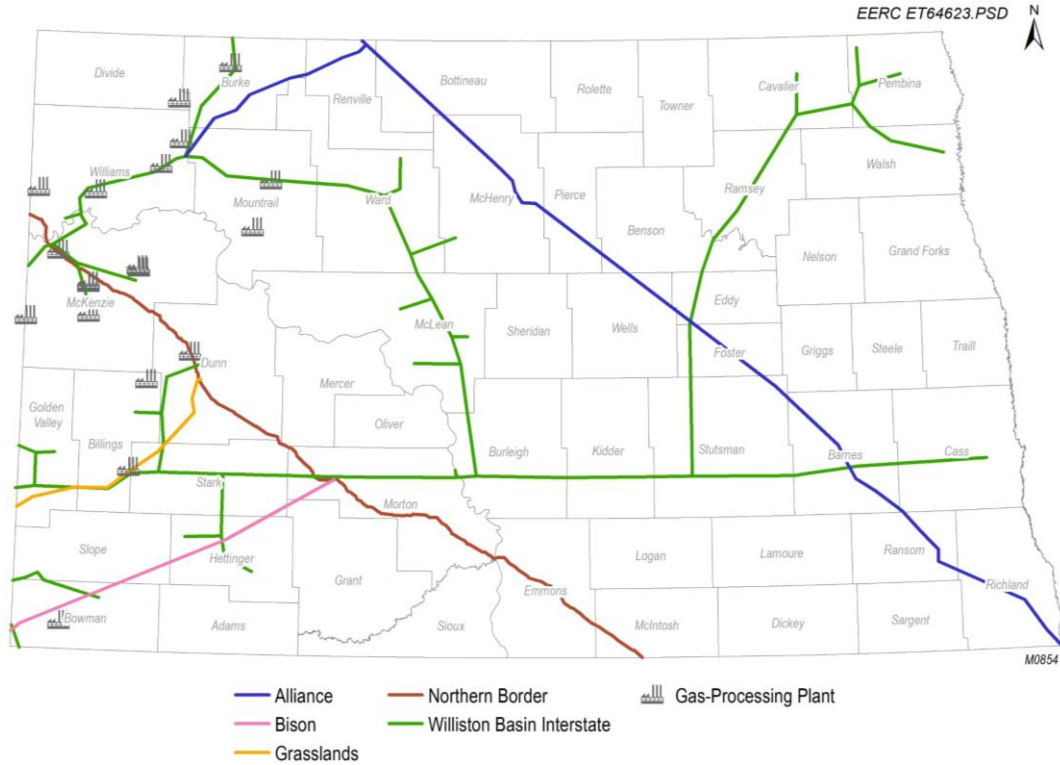 EERC ET64623.PSD
N
Divide
Burke
Renville
Bottineau
Rolette
Towner
Cavalier
Pembina
Williams
Mountrail
Ward
McHenry
Pierce
Benson
Ramsey
Walsh
Nelson
Grand Forks
McKenzie
McLean
Sheridan
Wells
Eddy
Foster
Griggs
Steele
Traill
Dunn
Mercer
Oliver
Golden
Valley
Billings
Burleigh
Kidder
Stutsman
Barnes
Cass
Stark
Morton
Slope
Hettinger
Grant
Emmons
Logan
Lamoure
Ransom
Richland
Bowman
Adams
Sioux
McIntosh
Dickey
Sargent
M0854
Alliance
Northern Border
Gas-Processing Plant
Bison
Williston Basin Interstate
Grasslands